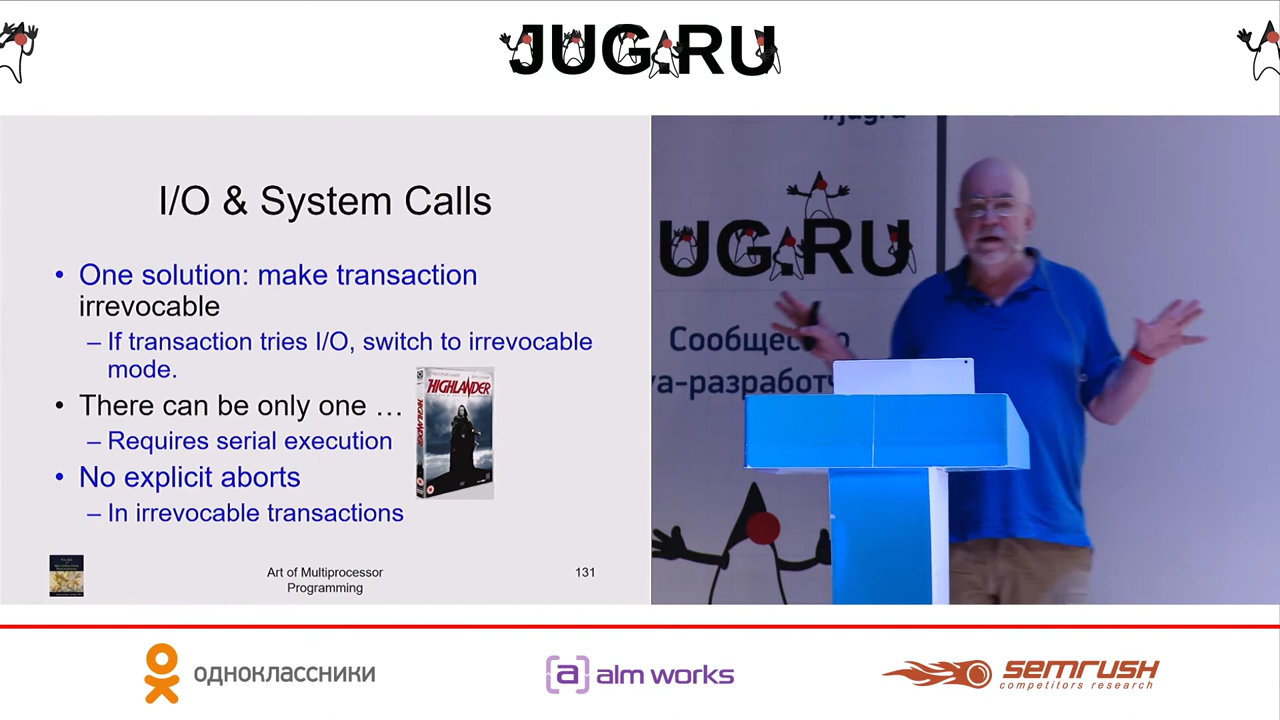 JUG.RU
I/O & System Calls
• One solution: make transaction
irrevocable
– If transaction tries I/O, switch to irrevocable
mode.
• There can be only one …
– Requires serial execution
• No explicit aborts
– In irrevocable transactions
HIGHLANDER
HIGHLANDER
Art of Multiprocessor
Programming
131
UG.RU
Сообщество
одноклассники
[a] alm works
semrush
competitors research